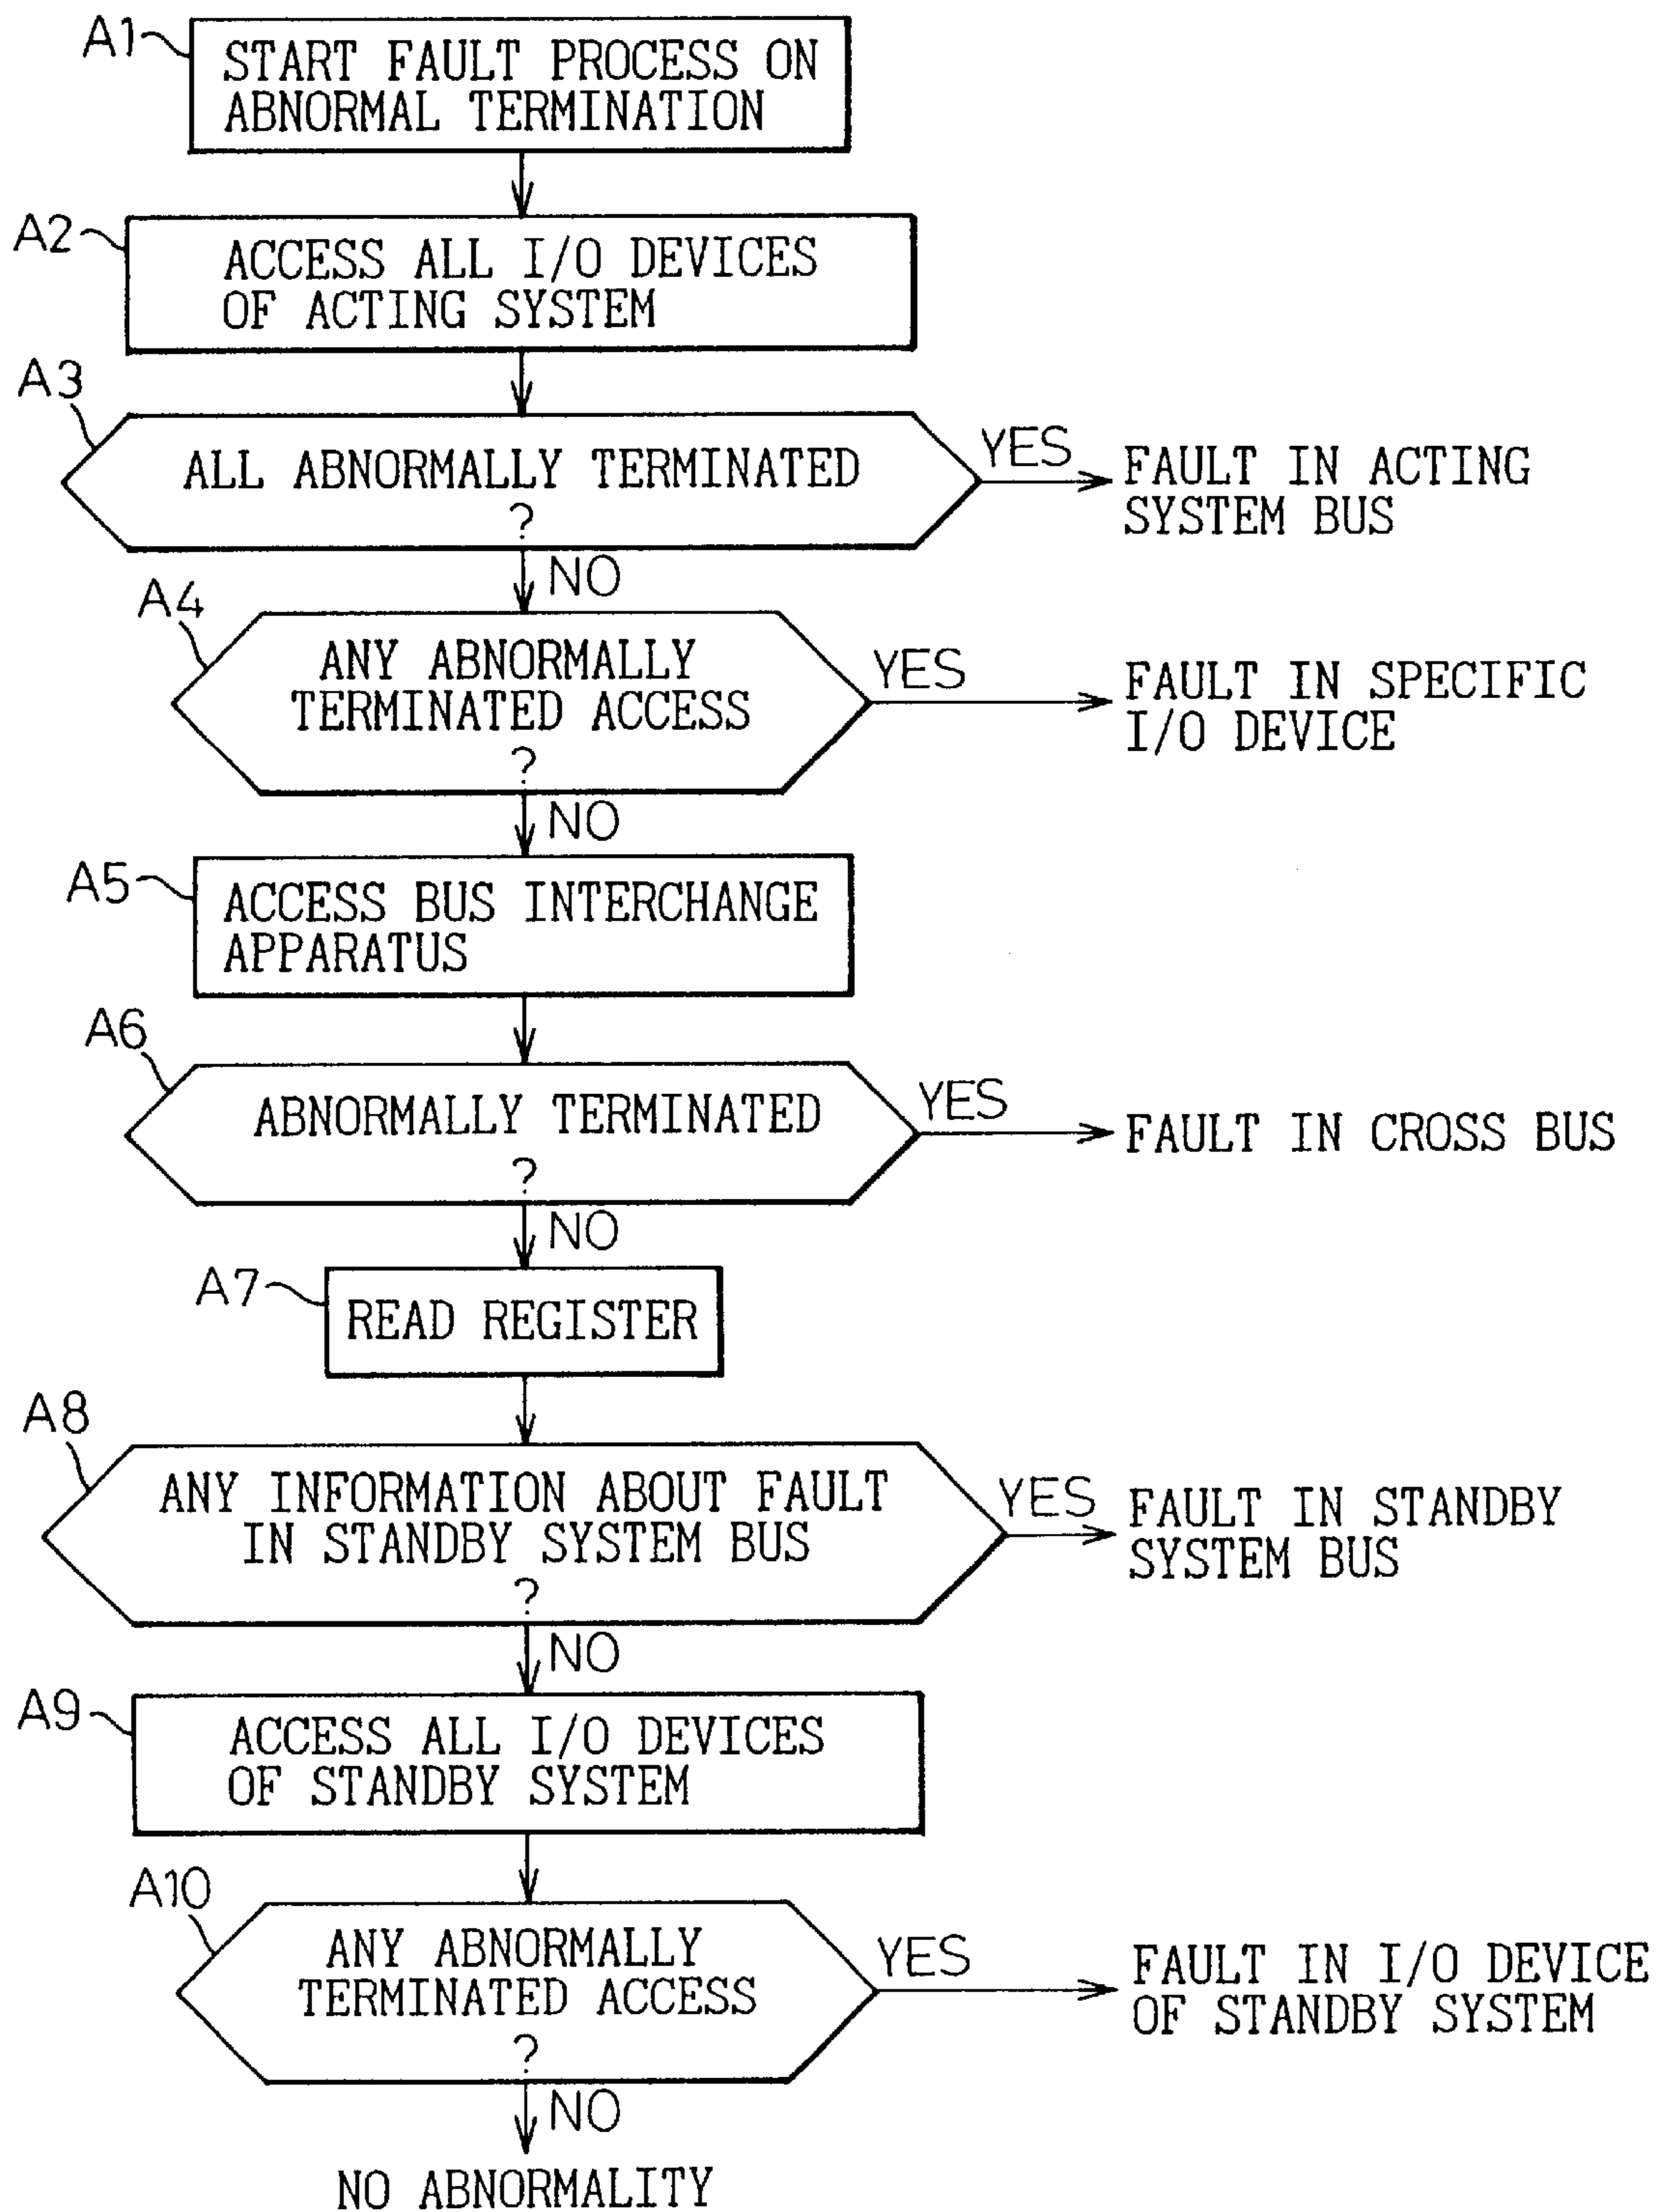 A1
START FAULT PROCESS ON
ABNORMAL TERMINATION
A2
ACCESS ALL I/O DEVICES
OF ACTING SYSTEM
A3
ALL ABNORMALLY TERMINATED
?
YES
FAULT IN ACTING
SYSTEM BUS
NO
A4
ANY ABNORMALLY
TERMINATED ACCESS
?
YES
FAULT IN SPECIFIC
I/O DEVICE
NO
A5
ACCESS BUS INTERCHANGE
APPARATUS
A6
ABNORMALLY TERMINATED
?
YES
FAULT IN CROSS BUS
NO
A7
READ REGISTER
A8
ANY INFORMATION ABOUT FAULT
IN STANDBY SYSTEM BUS
?
YES
FAULT IN STANDBY
SYSTEM BUS
NO
A9
ACCESS ALL I/O DEVICES
OF STANDBY SYSTEM
A10
ANY ABNORMALLY
TERMINATED ACCESS
?
YES
FAULT IN I/O DEVICE
OF STANDBY SYSTEM
NO
NO ABNORMALITY